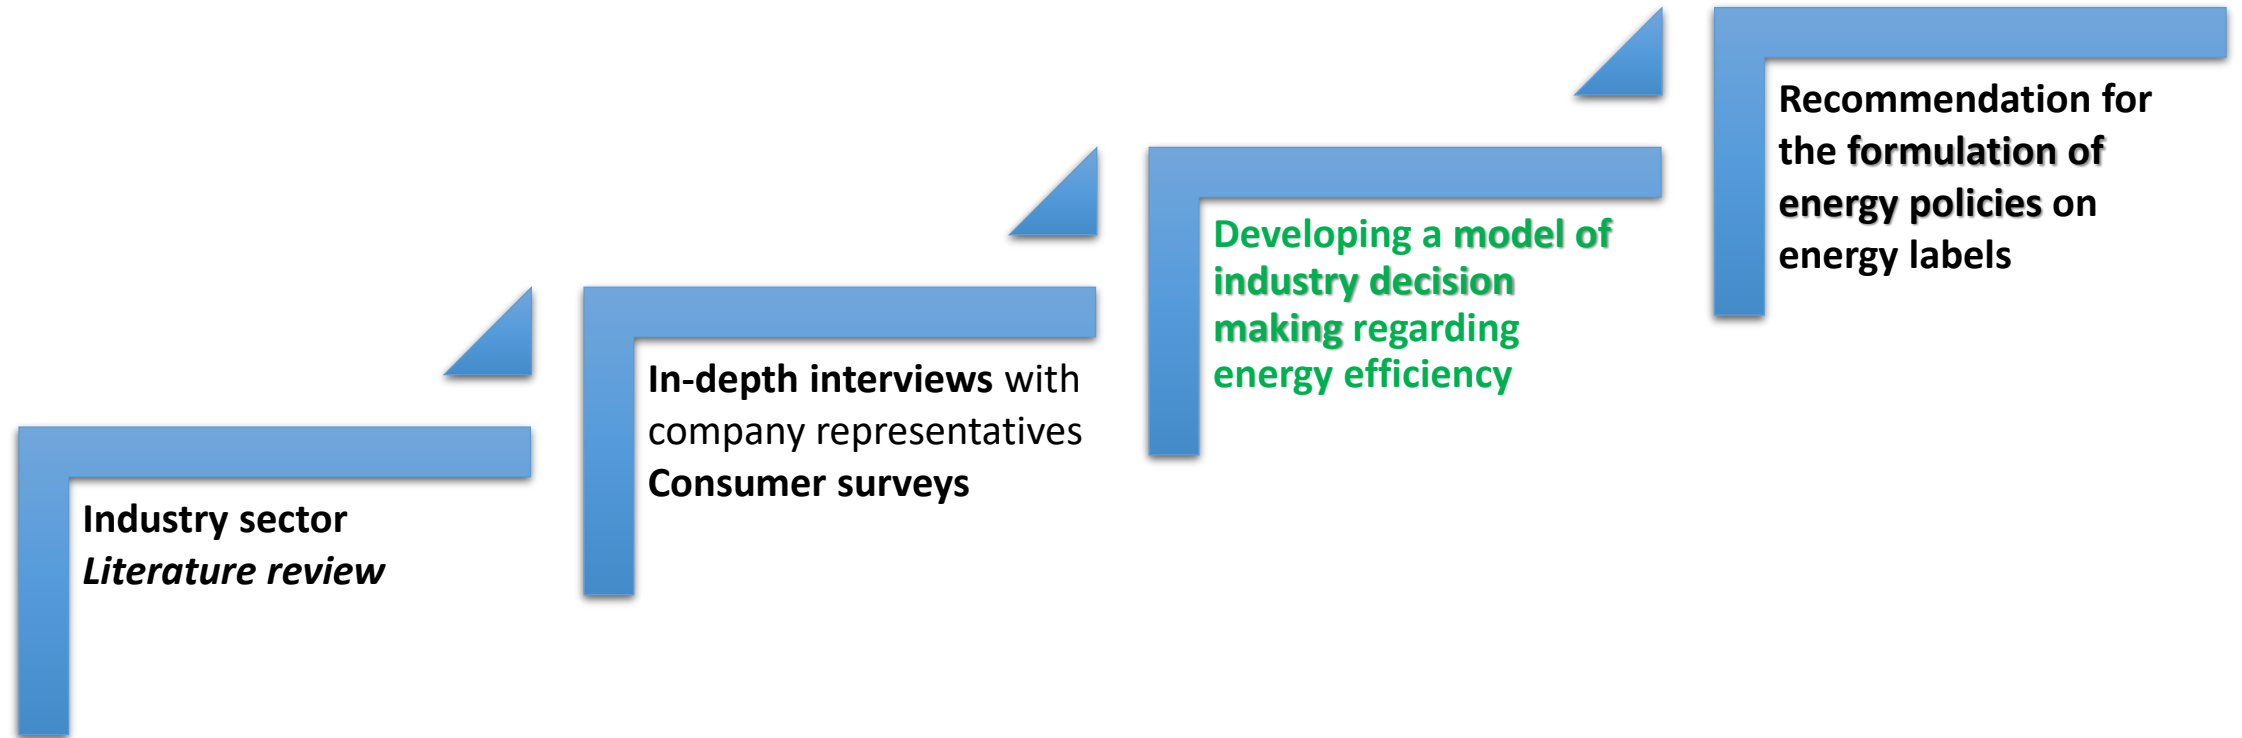 Industry sector
Literature review
In-depth interviews with
company representatives
Consumer surveys
Developing a model of
industry decision
making regarding
energy efficiency
Recommendation for
the formulation of
energy policies on
energy labels